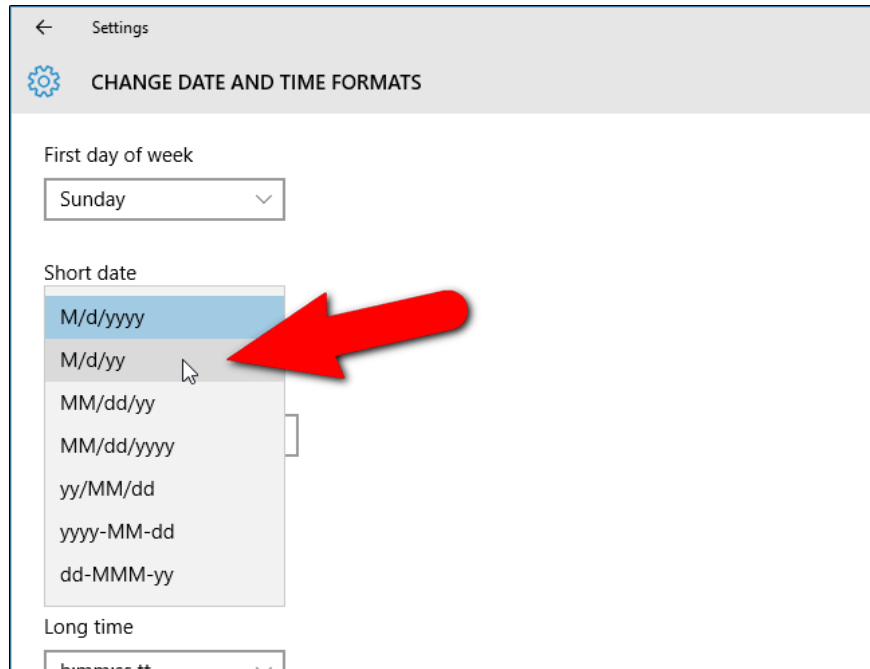 Settings
CHANGE DATE AND TIME FORMATS
First day of week
Sunday
Short date
M/d/yyyy
M/d/yy
MM/dd/yy
MM/dd/yyyy
yy/MM/dd
yyyy-MM-dd
dd-MMM-yy
Long time